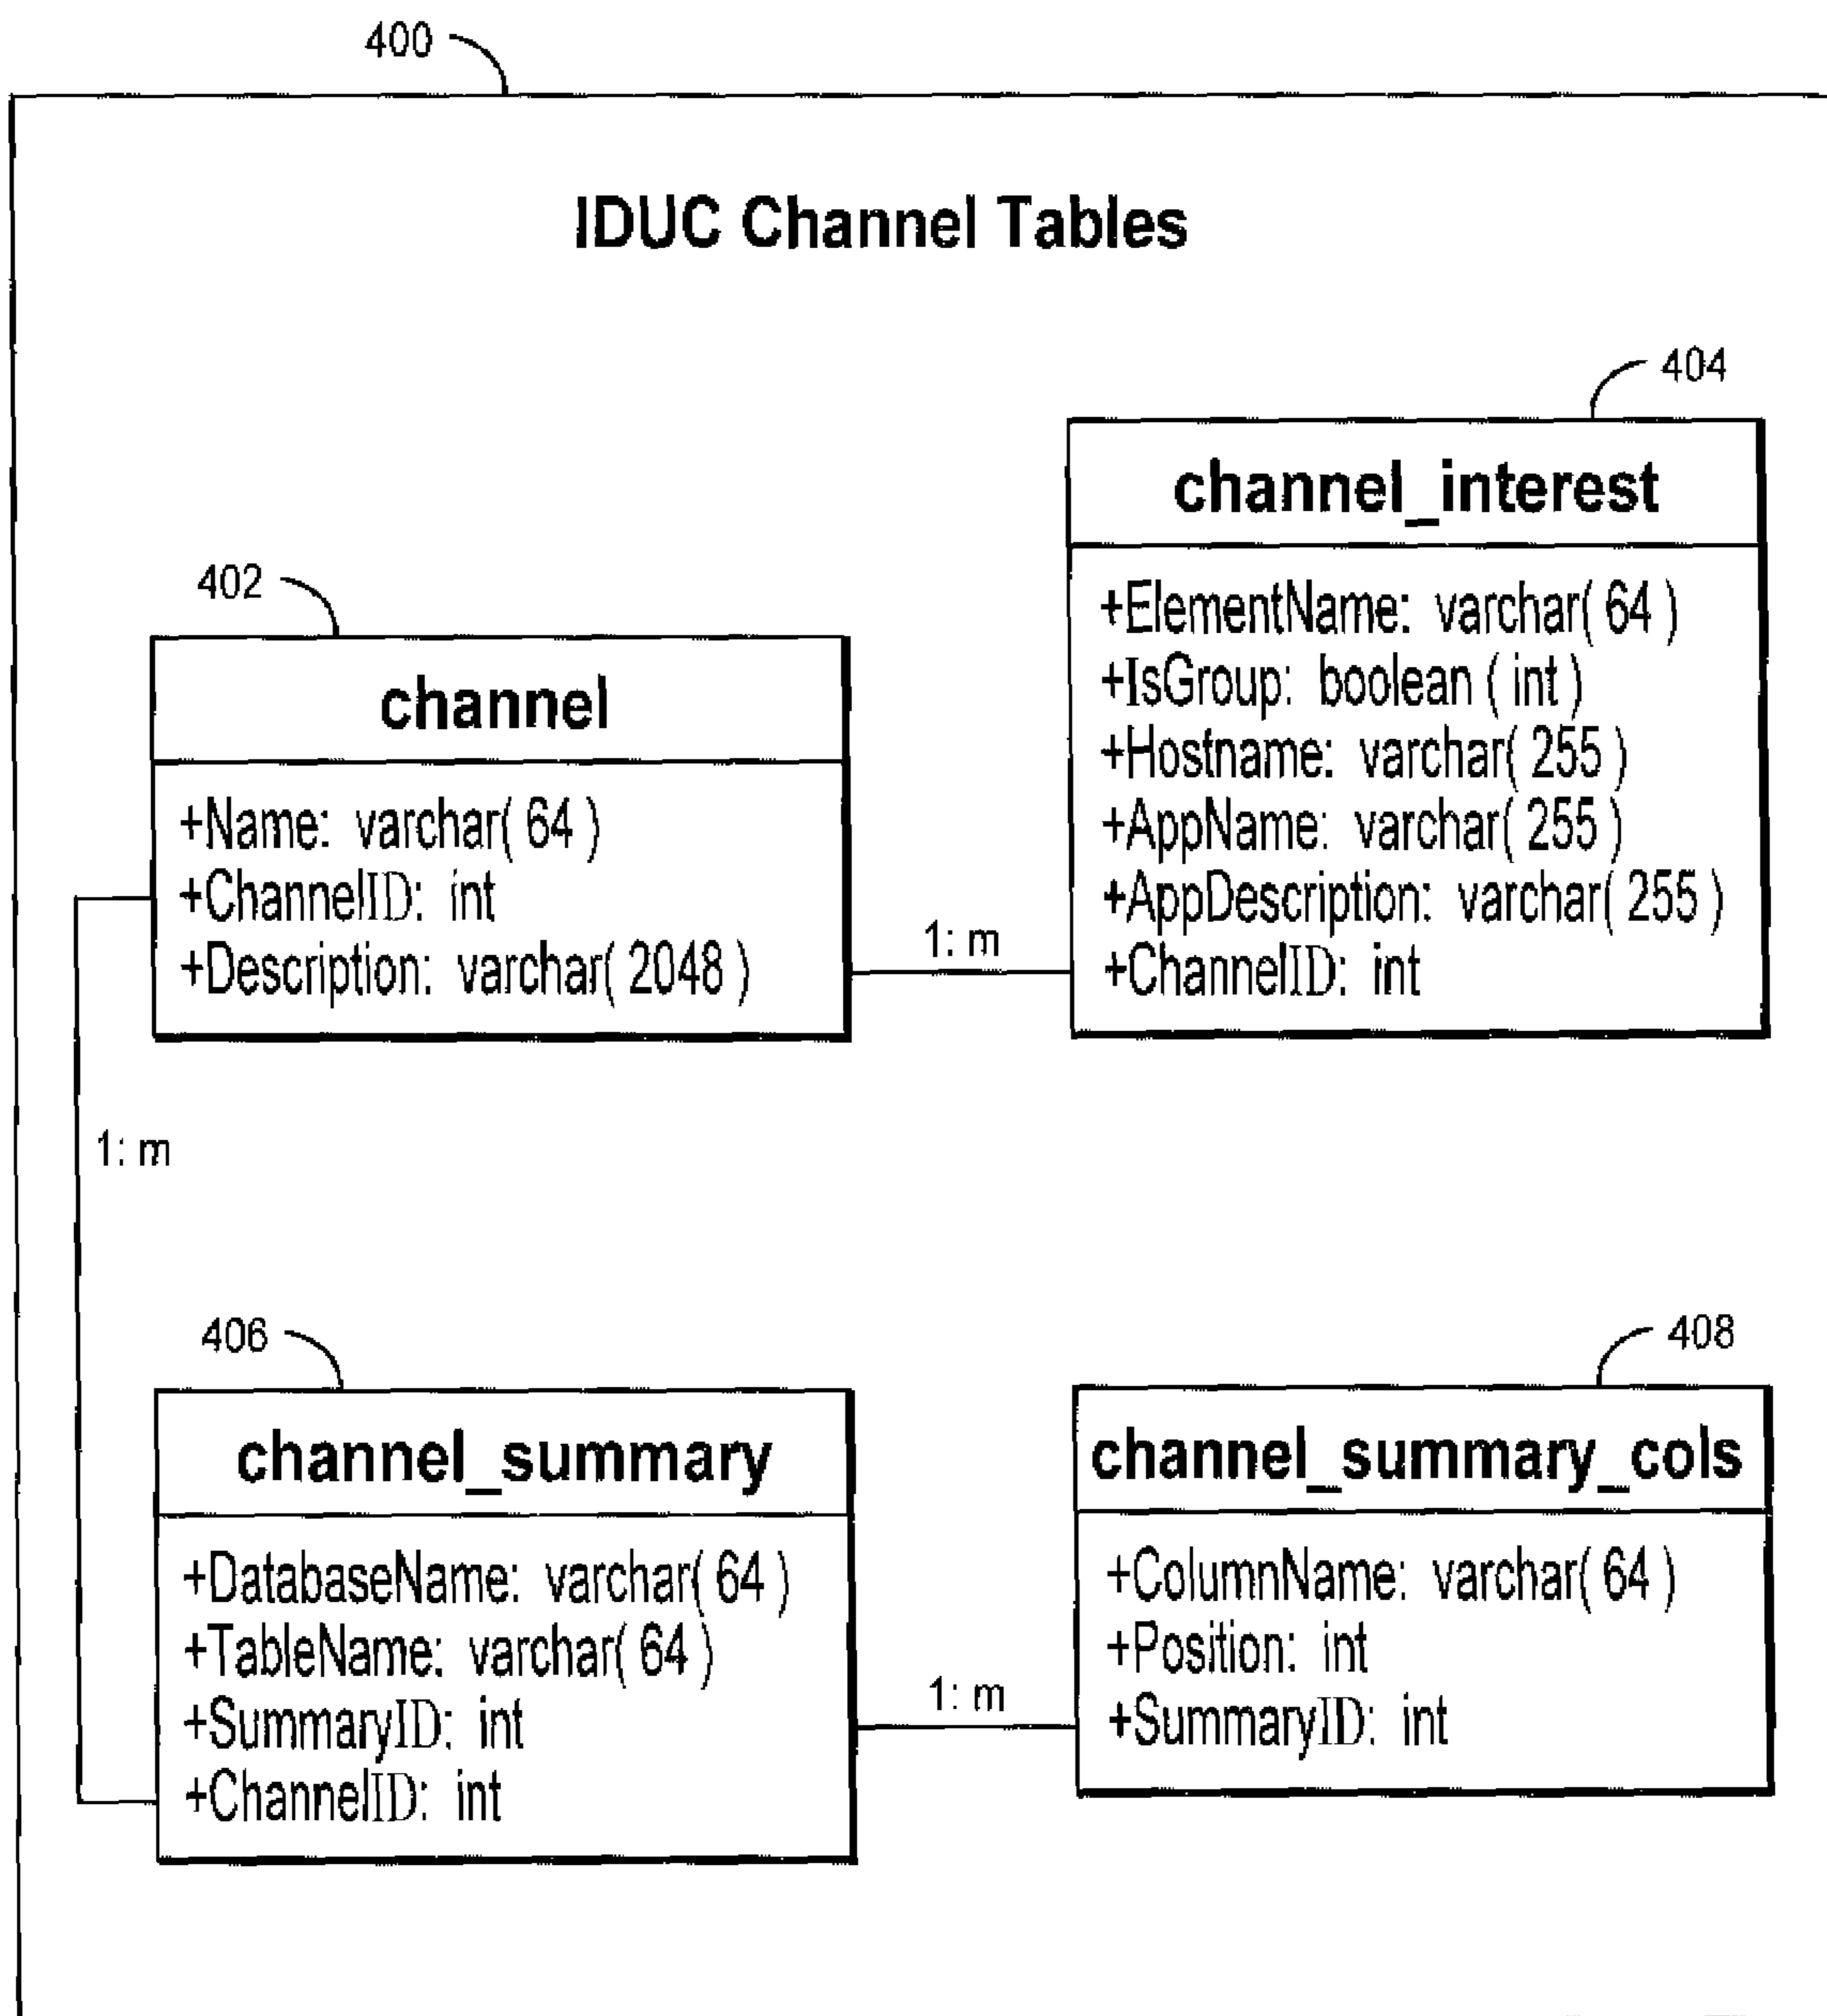 400
IDUC Channel Tables
404
channel_interest
+ElementName: varchar( 64 )
+IsGroup: boolean ( int )
+Hostname: varchar( 255 )
+AppName: varchar( 255 )
+AppDescription: varchar( 255 )
+ChannelID: int
402
channel
+Name: varchar( 64 )
+ChannelID: int
+Description: varchar( 2048 )
1: m
1: m
406
channel_summary
+DatabaseName: varchar( 64 )
+TableName: varchar( 64 )
+SummaryID: int
+ChannelID: int
1: m
408
channel_summary_cols
+ColumnName: varchar( 64 )
+Position: int
+SummaryID: int